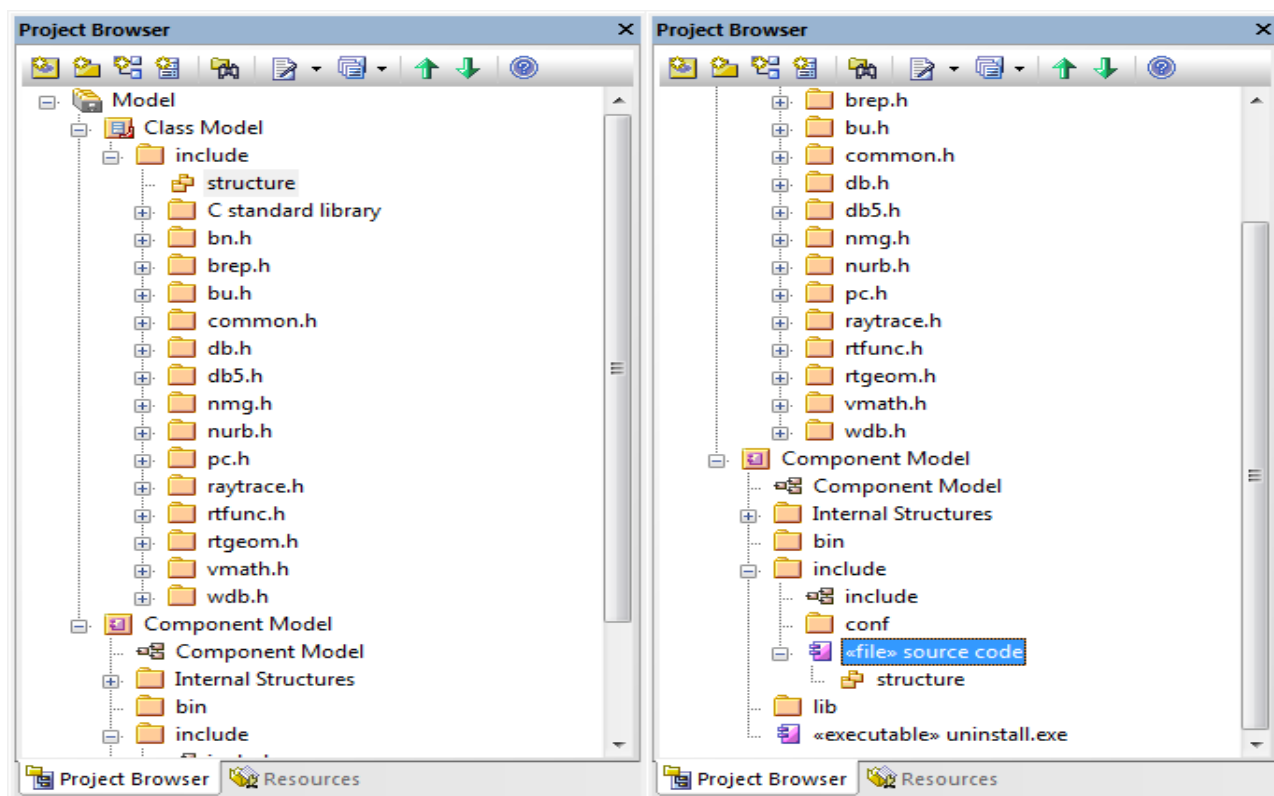 Project Browser
Model
Class Model
include
structure
C standard library
bn.h
brep.h
bu.h
common.h
db.h
db5.h
nmg.h
nurb.h
pc.h
raytrace.h
rtfunc.h
rtgeom.h
vmath.h
wdb.h
Component Model
Component Model
Internal Structures
bin
include
Project Browser
Resources
Project Browser
brep.h
bu.h
common.h
db.h
db5.h
nmg.h
nurb.h
pc.h
raytrace.h
rtfunc.h
rtgeom.h
vmath.h
wdb.h
Component Model
Component Model
Internal Structures
bin
include
include
conf
«file» source code
structure
lib
«executable» uninstall.exe
Project Browser
Resources